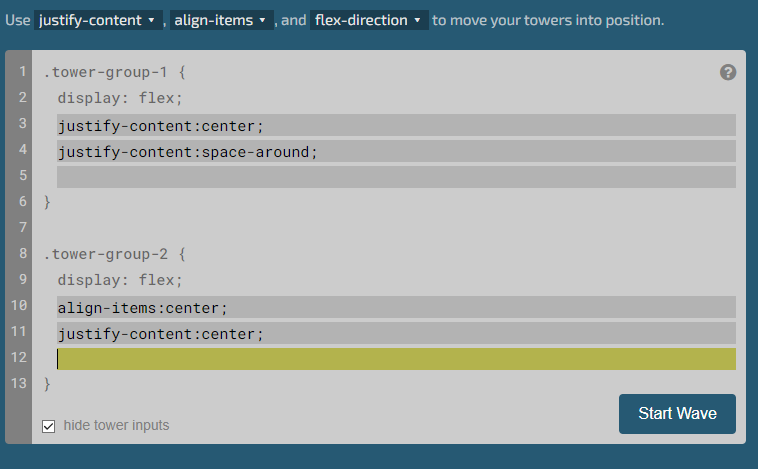 Use justify-content ▾ , align-items ▾ , and flex-direction ▾ to move your towers into position.
1 .tower-group-1 {
2 display: flex;
3 justify-content:center;
4 justify-content:space-around;
5
6 }
7
8 .tower-group-2 {
9 display: flex;
10 align-items:center;
11 justify-content:center;
12
13 }
hide tower inputs
Start Wave
?